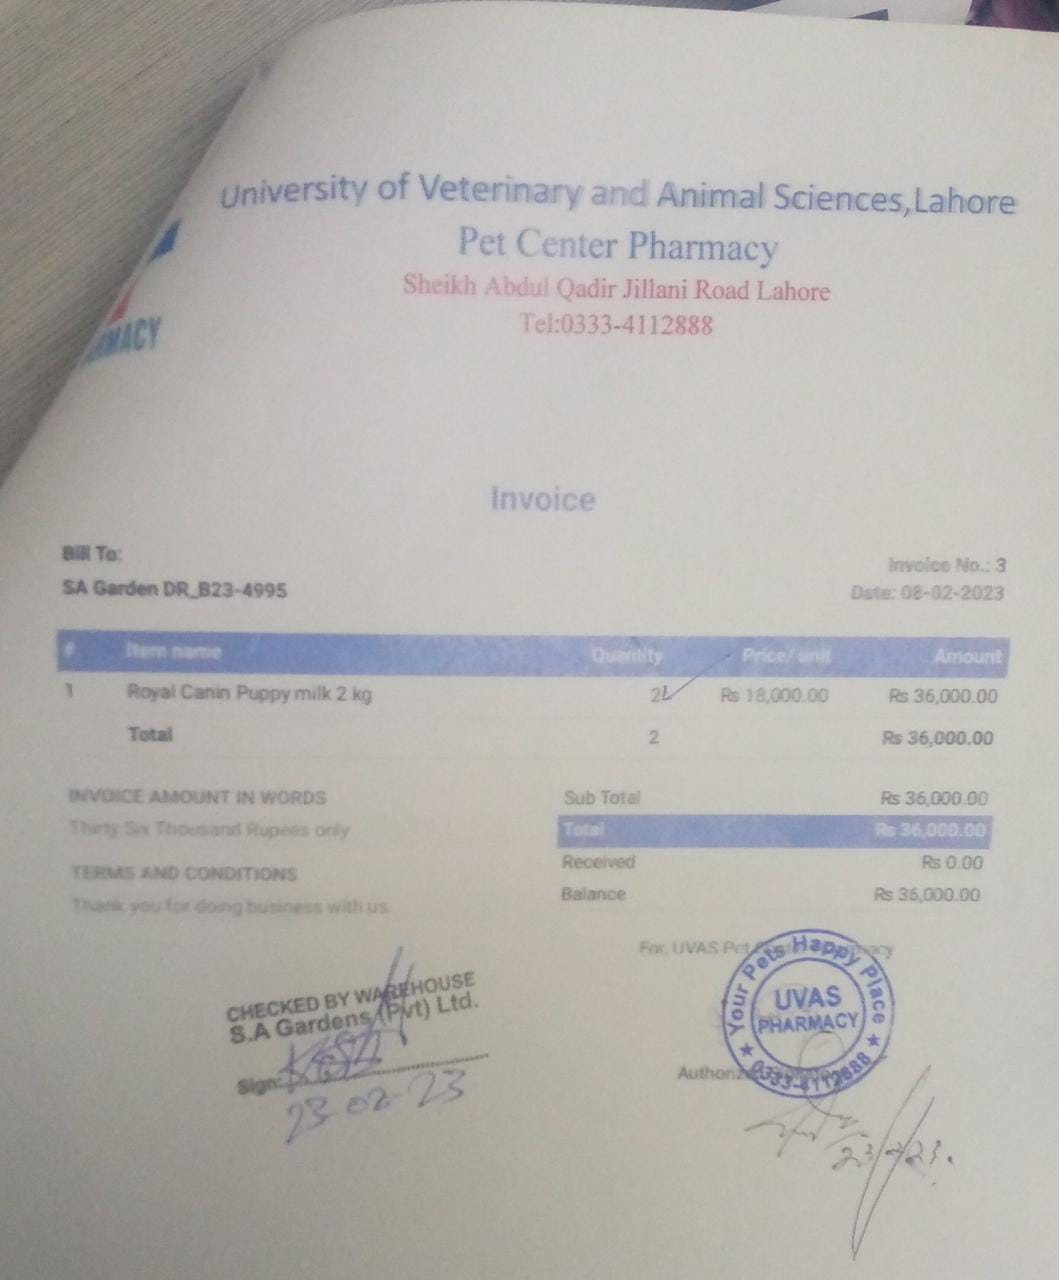 University of Veterinary and Animal Sciences,Lahore
Pet Center Pharmacy
Sheikh Abdul Qadir Jillani Road Lahore
Tel:0333-4112888
Invoice
Bill To:
SA Garden DR_B23-4995
Invoice No.: 3
Date: 08-02-2023
# Item name Quantity Price/ unit Amount
1 Royal Canin Puppy milk 2 kg 2 Rs 18,000.00 Rs 36,000.00
Total 2 Rs 36,000.00
INVOICE AMOUNT IN WORDS
Thirty Six Thousand Rupees only
TERMS AND CONDITIONS
Thank you for doing business with us.
Sub Total Rs 36,000.00
Total Rs 36,000.00
Received Rs 0.00
Balance Rs 36,000.00
For, UVAS Pet
Your Pets Happy Place
UVAS
PHARMACY
0333-4112888
CHECKED BY WAREHOUSE
S.A Gardens (Pvt) Ltd.
Sign:
23-02-23
23/2/23.